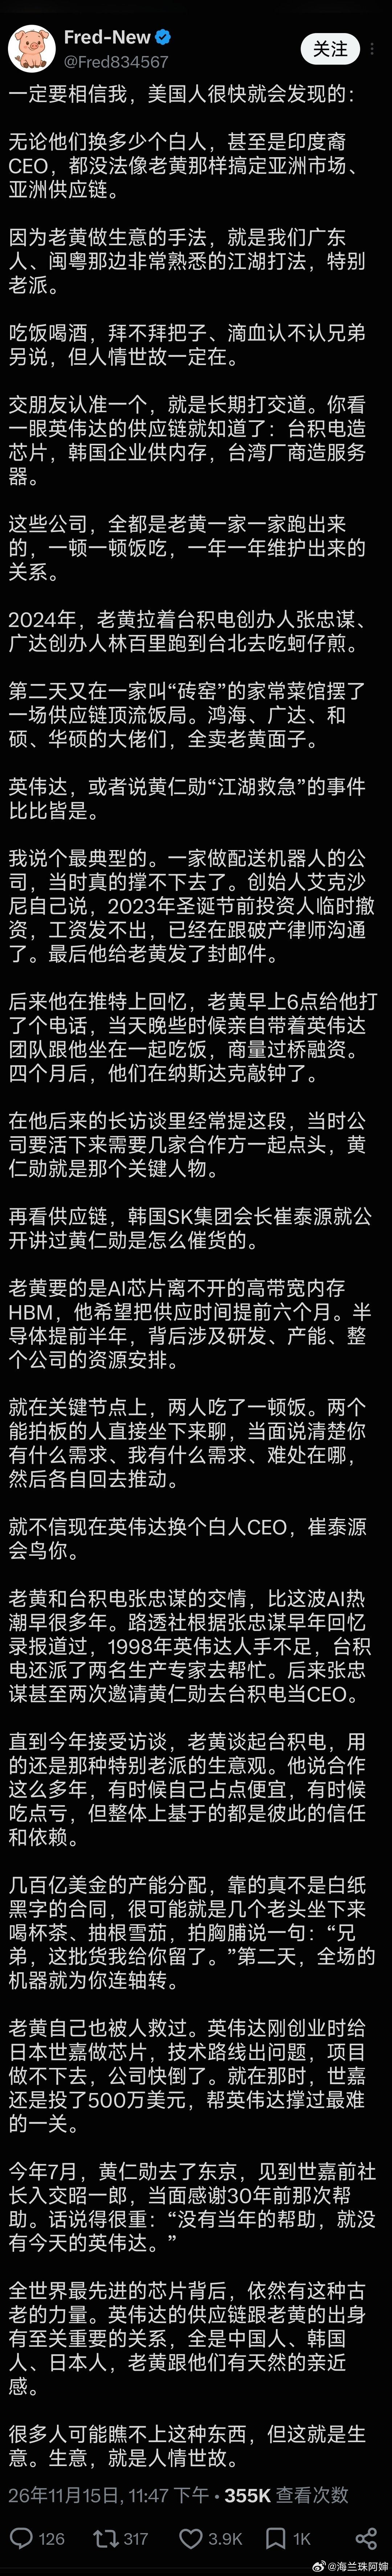 Fred-New
@Fred834567
关注
一定要相信我，美国人很快就会发现的：
无论他们换多少个白人，甚至是印度裔
CEO，都没法像老黄那样搞定亚洲市场、
亚洲供应链。
因为老黄做生意的手法，就是我们广东
人、闽粤那边非常熟悉的江湖打法，特别
老派。
吃饭喝酒，拜不拜把子、滴血认不认兄弟
另说，但人情世故一定在。
交朋友认准一个，就是长期打交道。你看
一眼英伟达的供应链就知道了：台积电造
芯片，韩国企业供内存，台湾厂商造服务
器。
这些公司，全都是老黄一家一家跑出来
的，一顿一顿饭吃，一年一年维护出来的
关系。
2024年，老黄拉着台积电创办人张忠谋、
广达创办人林百里跑到台北去吃蚵仔煎。
第二天又在一家叫“砖窑”的家常菜馆摆了
一场供应链顶流饭局。鸿海、广达、和
硕、华硕的大佬们，全卖老黄面子。
英伟达，或者说黄仁勋“江湖救急”的事件
比比皆是。
我说个最典型的。一家做配送机器人的公
司，当时真的撑不下去了。创始人艾克沙
尼自己说，2023年圣诞节前投资人临时撤
资，工资发不出，已经在跟破产律师沟通
了。最后他给老黄发了封邮件。
后来他在推特上回忆，老黄早上6点给他打
了个电话，当天晚些时候亲自带着英伟达
团队跟他坐在一起吃饭，商量过桥融资。
四个月后，他们在纳斯达克敲钟了。
在他后来的长访谈里经常提这段，当时公
司要活下来需要几家合作方一起点头，黄
仁勋就是那个关键人物。
再看供应链，韩国SK集团会长崔泰源就公
开讲过黄仁勋是怎么催货的。
老黄要的是AI芯片离不开的高带宽内存
HBM，他希望把供应时间提前六个月。半
导体提前半年，背后涉及研发、产能、整
个公司的资源安排。
就在关键节点上，两人吃了一顿饭。两个
能拍板的人直接坐下来聊，当面说清楚你
有什么需求、我有什么需求、难处在哪，
然后各自回去推动。
就不信现在英伟达换个白人CEO，崔泰源
会鸟你。
老黄和台积电张忠谋的交情，比这波AI热
潮早很多年。路透社根据张忠谋早年回忆
录报道过，1998年英伟达人手不足，台积
电还派了两名生产专家去帮忙。后来张忠
谋甚至两次邀请黄仁勋去台积电当CEO。
直到今年接受访谈，老黄谈起台积电，用
的还是那种特别老派的生意观。他说合作
这么多年，有时候自己占点便宜，有时候
吃点亏，但整体上基于的都是彼此的信任
和依赖。
几百亿美金的产能分配，靠的真不是白纸
黑字的合同，很可能就是几个老头坐下来
喝杯茶、抽根雪茄，拍胸脯说一句：“兄
弟，这批货我给你留了。”第二天，全场的
机器就为你连轴转。
老黄自己也被人救过。英伟达刚创业时给
日本世嘉做芯片，技术路线出问题，项目
做不下去，公司快倒了。就在那时，世嘉
还是投了500万美元，帮英伟达撑过最难
的一关。
今年7月，黄仁勋去了东京，见到世嘉前社
长入交昭一郎，当面感谢30年前那次帮
助。话说得很重：“没有当年的帮助，就没
有今天的英伟达。”
全世界最先进的芯片背后，依然有这种古
老的力量。英伟达的供应链跟老黄的出身
有至关重要的关系，全是中国人、韩国
人、日本人，老黄跟他们有天然的亲近
感。
很多人可能瞧不上这种东西，但这就是生
意。生意，就是人情世故。
26年11月15日, 11:47 下午 · 355K 查看次数
126 317 3.9K 1K
@海兰珠阿婶